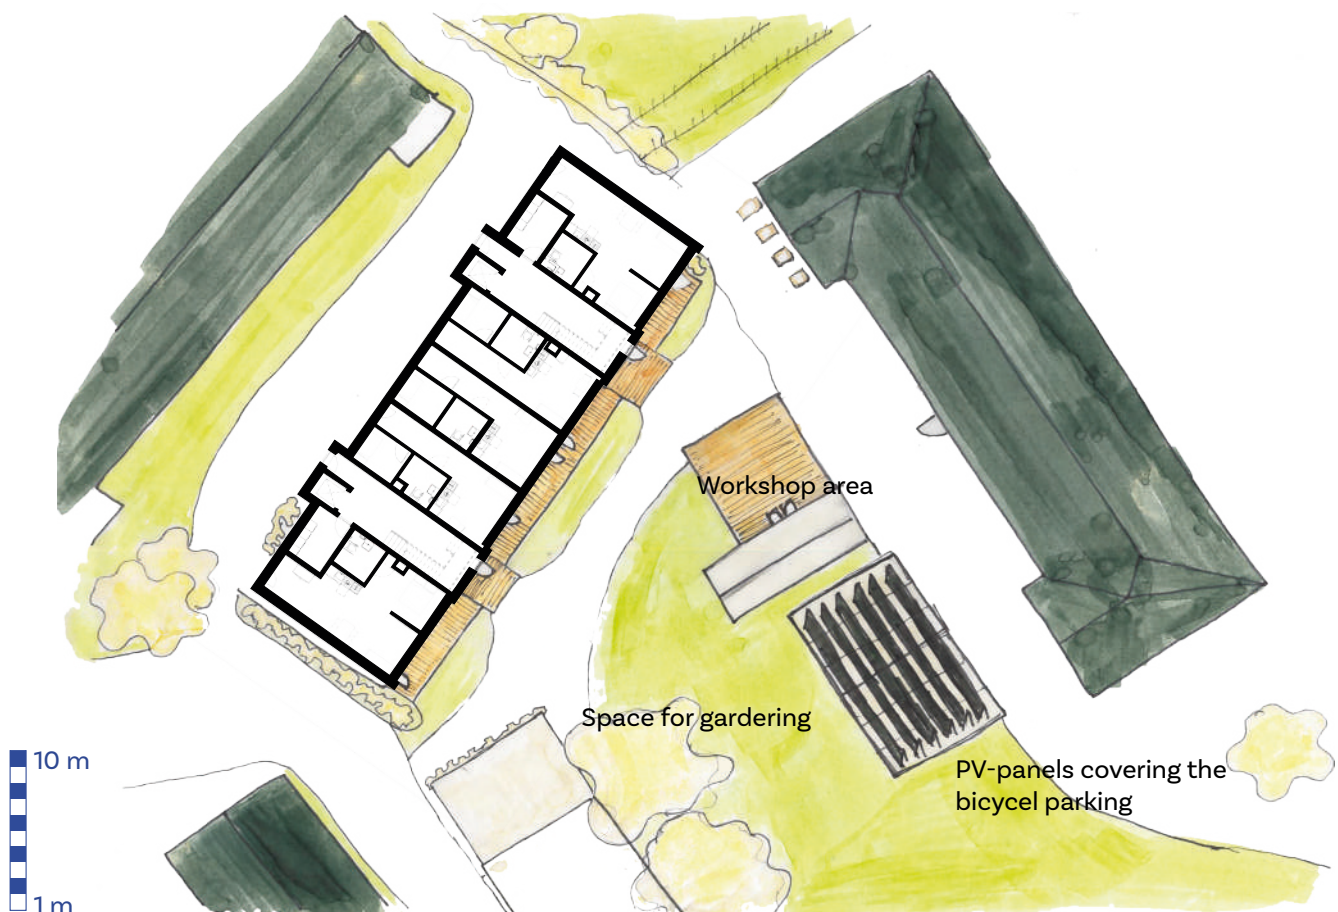 Workshop area
Space for gardering
PV-panels covering the
bicycel parking
10 m
1 m